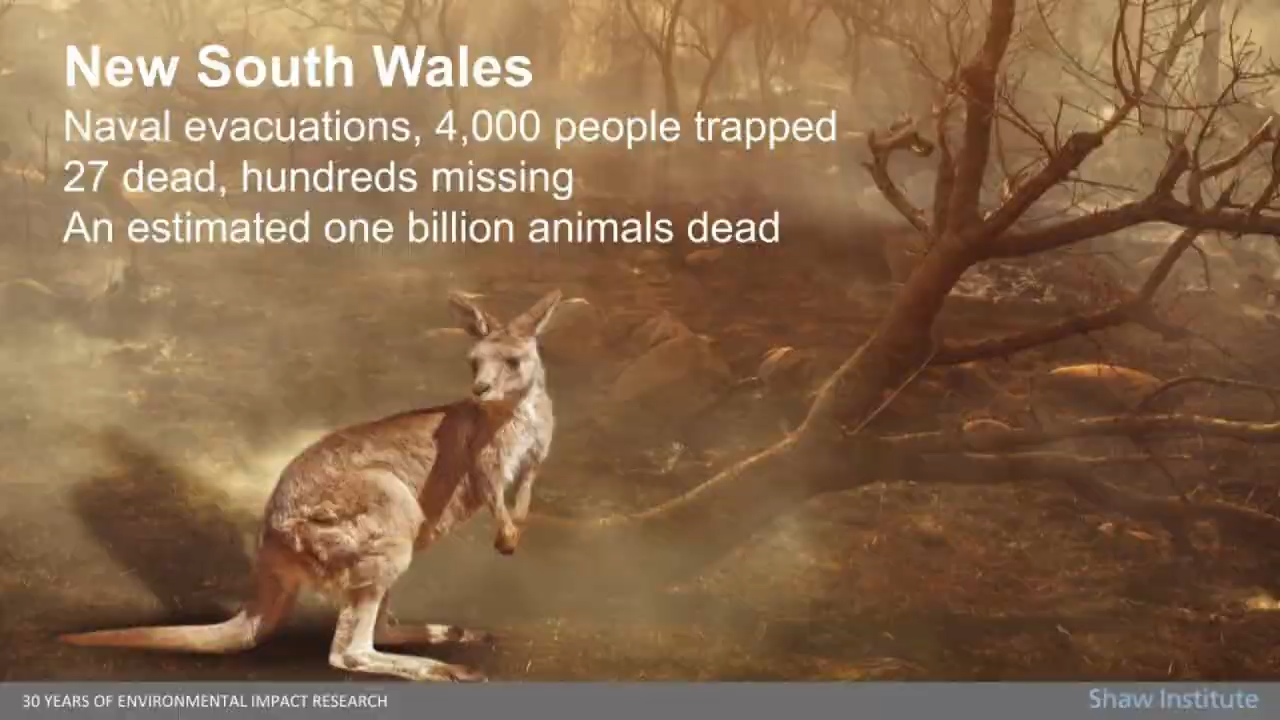 New South Wales
Naval evacuations, 4,000 people trapped
27 dead, hundreds missing
An estimated one billion animals dead
30 YEARS OF ENVIRONMENTAL IMPACT RESEARCH
Shaw Institute